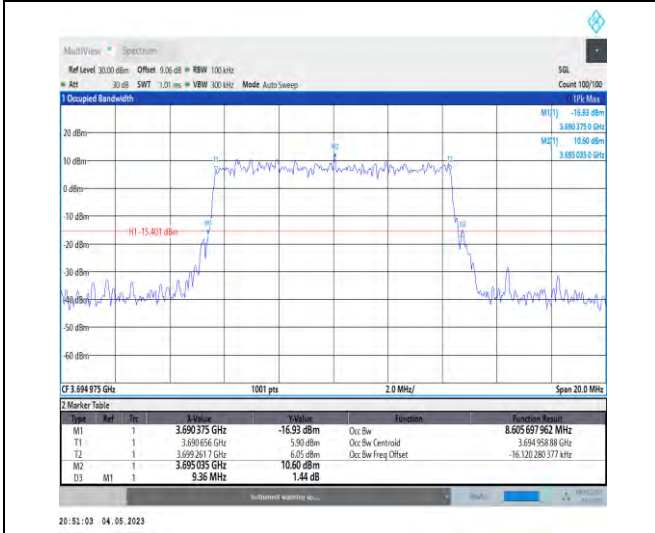 MultiView Spectrum
Ref Level 30.00 dBm Offset 9.06 dB RBW 100 kHz SGL
Att 30 dB SWT 1.01 ms VBW 300 kHz Mode Auto Sweep Count 100/100
1 Occupied Bandwidth 1Pk Max
M1[1] -16.93 dBm
3.690 375 0 GHz
M2[1] 10.60 dBm
3.695 035 0 GHz
20 dBm
10 dBm
0 dBm
-10 dBm
H1 -15.401 dBm
-20 dBm
-30 dBm
-40 dBm
-50 dBm
-60 dBm
T1
M2
T2
M1
CF 3.694 975 GHz 1001 pts 2.0 MHz/ Span 20.0 MHz
2 Marker Table
Type Ref Trc X-Value Y-Value Function Function Result
M1 1 3.690 375 GHz -16.93 dBm Occ Bw 8.605 697 962 MHz
T1 1 3.690 656 GHz 5.90 dBm Occ Bw Centroid 3.694 958 88 GHz
T2 1 3.699 261 7 GHz 6.05 dBm Occ Bw Freq Offset -16.120 280 377 kHz
M2 1 3.695 035 GHz 10.60 dBm
D3 M1 1 9.36 MHz 1.44 dB
Instrument warming up...
20:51:03 04.05.2023